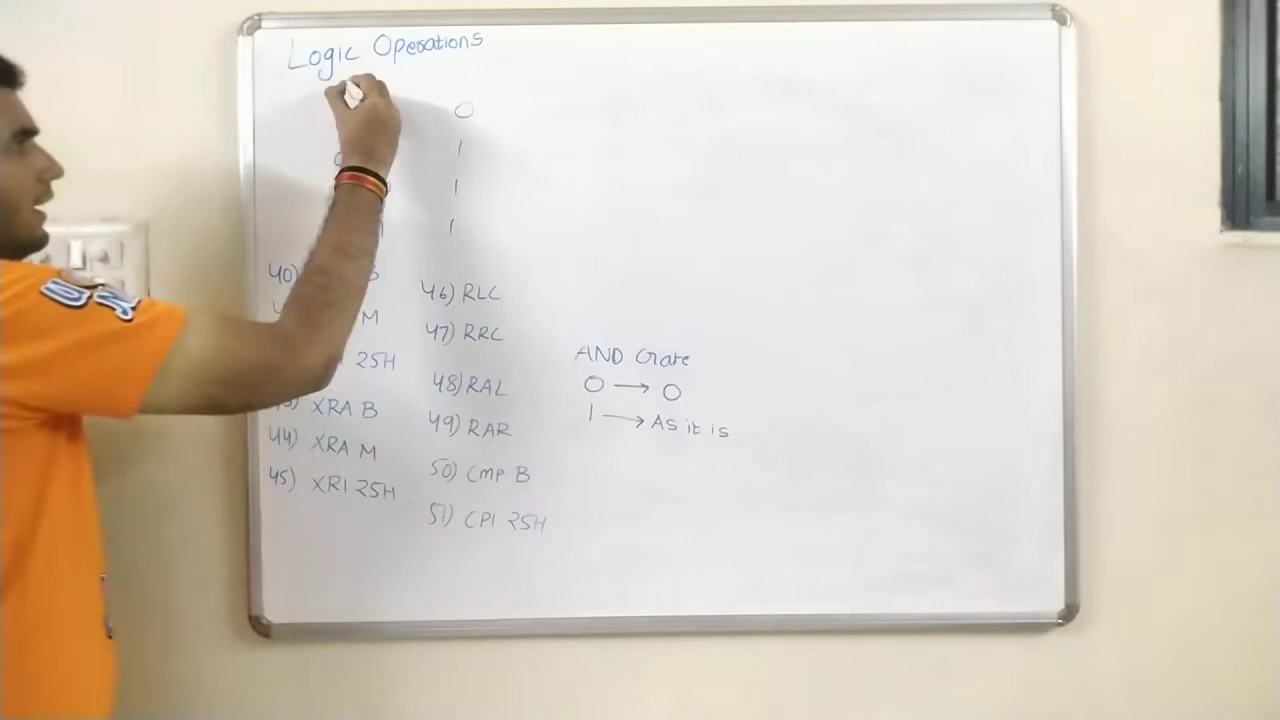 Logic Operations
0
1
1
1
40)
M
25H
XRA B
44) XRA M
45) XRI 25H
46) RLC
47) RRC
48) RAL
49) RAR
50) CMP B
51) CPI 25H
AND Gate
0 → 0
1 → As it is